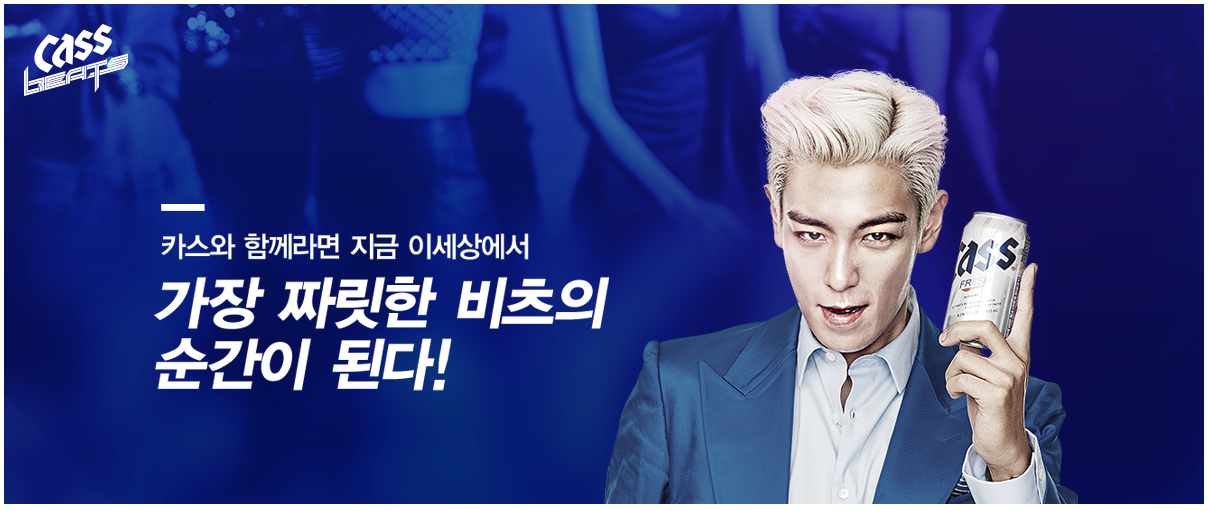 cass
BEATS
카스와 함께라면 지금 이세상에서
가장 짜릿한 비츠의
순간이 된다!
cass
FRESH